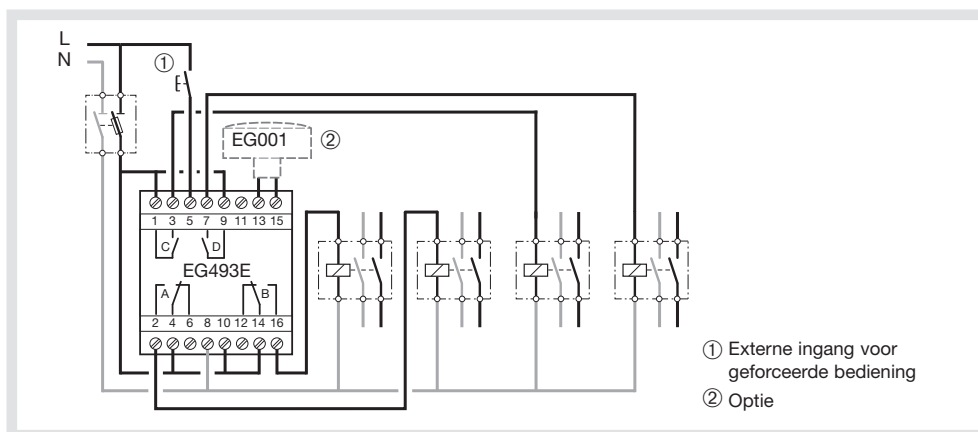 L
N
①
EG001 ②
1 3 5 7 9 11 13 15
C D
EG493E
A B
2 4 6 8 10 12 14 16
① Externe ingang voor
geforceerde bediening
② Optie